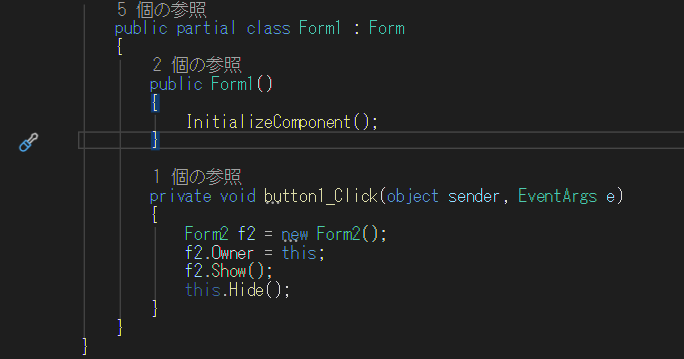 5 個の参照
public partial class Form1 : Form
{
2 個の参照
public Form1()
{
InitializeComponent();
}
1 個の参照
private void button1_Click(object sender, EventArgs e)
{
Form2 f2 = new Form2();
f2.Owner = this;
f2.Show();
this.Hide();
}
}
}